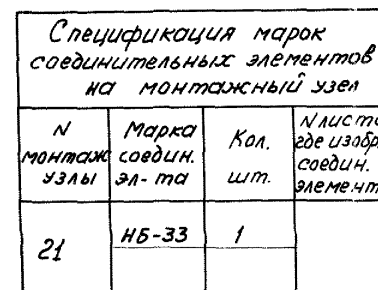 Спецификация марок
соединительных элементов
на монтажный узел
N
монтаж
узлы
Марка
соедин.
эл-та
Кол.
шт.
N листа
где изобр
соедин.
элемент
21
НБ-33
1